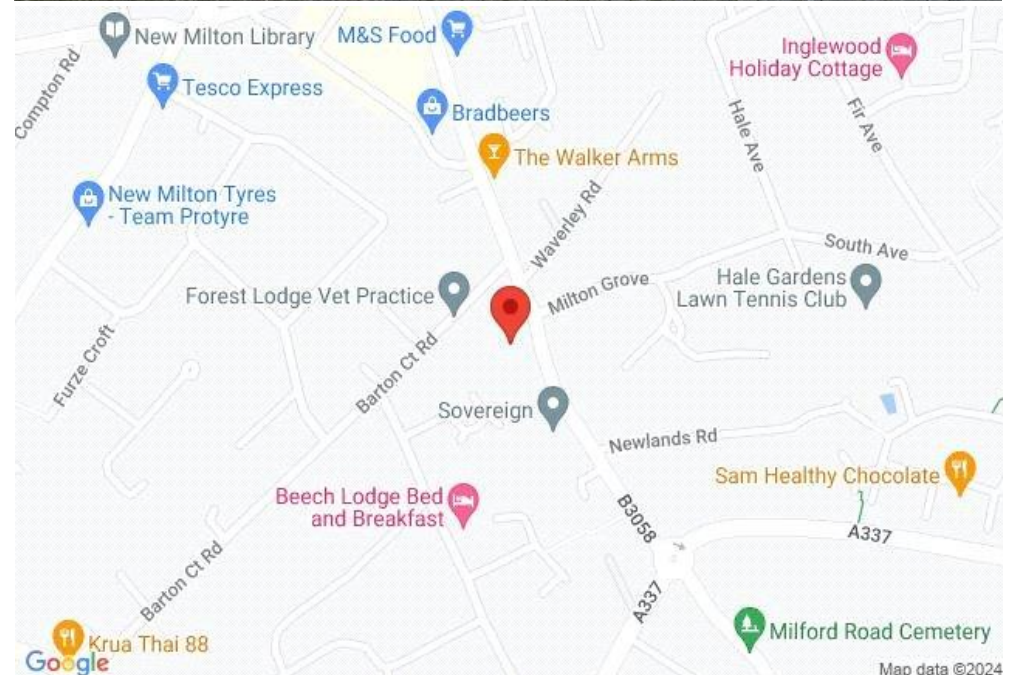 New Milton Library
M&S Food
Inglewood
Holiday Cottage
Compton Rd
Tesco Express
Bradbeers
Hale Ave
Fir Ave
The Walker Arms
New Milton Tyres
- Team Protyre
Waverley Rd
South Ave
Forest Lodge Vet Practice
Milton Grove
Hale Gardens
Lawn Tennis Club
Furze Croft
Barton Ct Rd
Sovereign
Newlands Rd
Sam Healthy Chocolate
Beech Lodge Bed
and Breakfast
B3058
A337
Barton Ct Rd
A337
Milford Road Cemetery
Krua Thai 88
Google
Map data ©2024